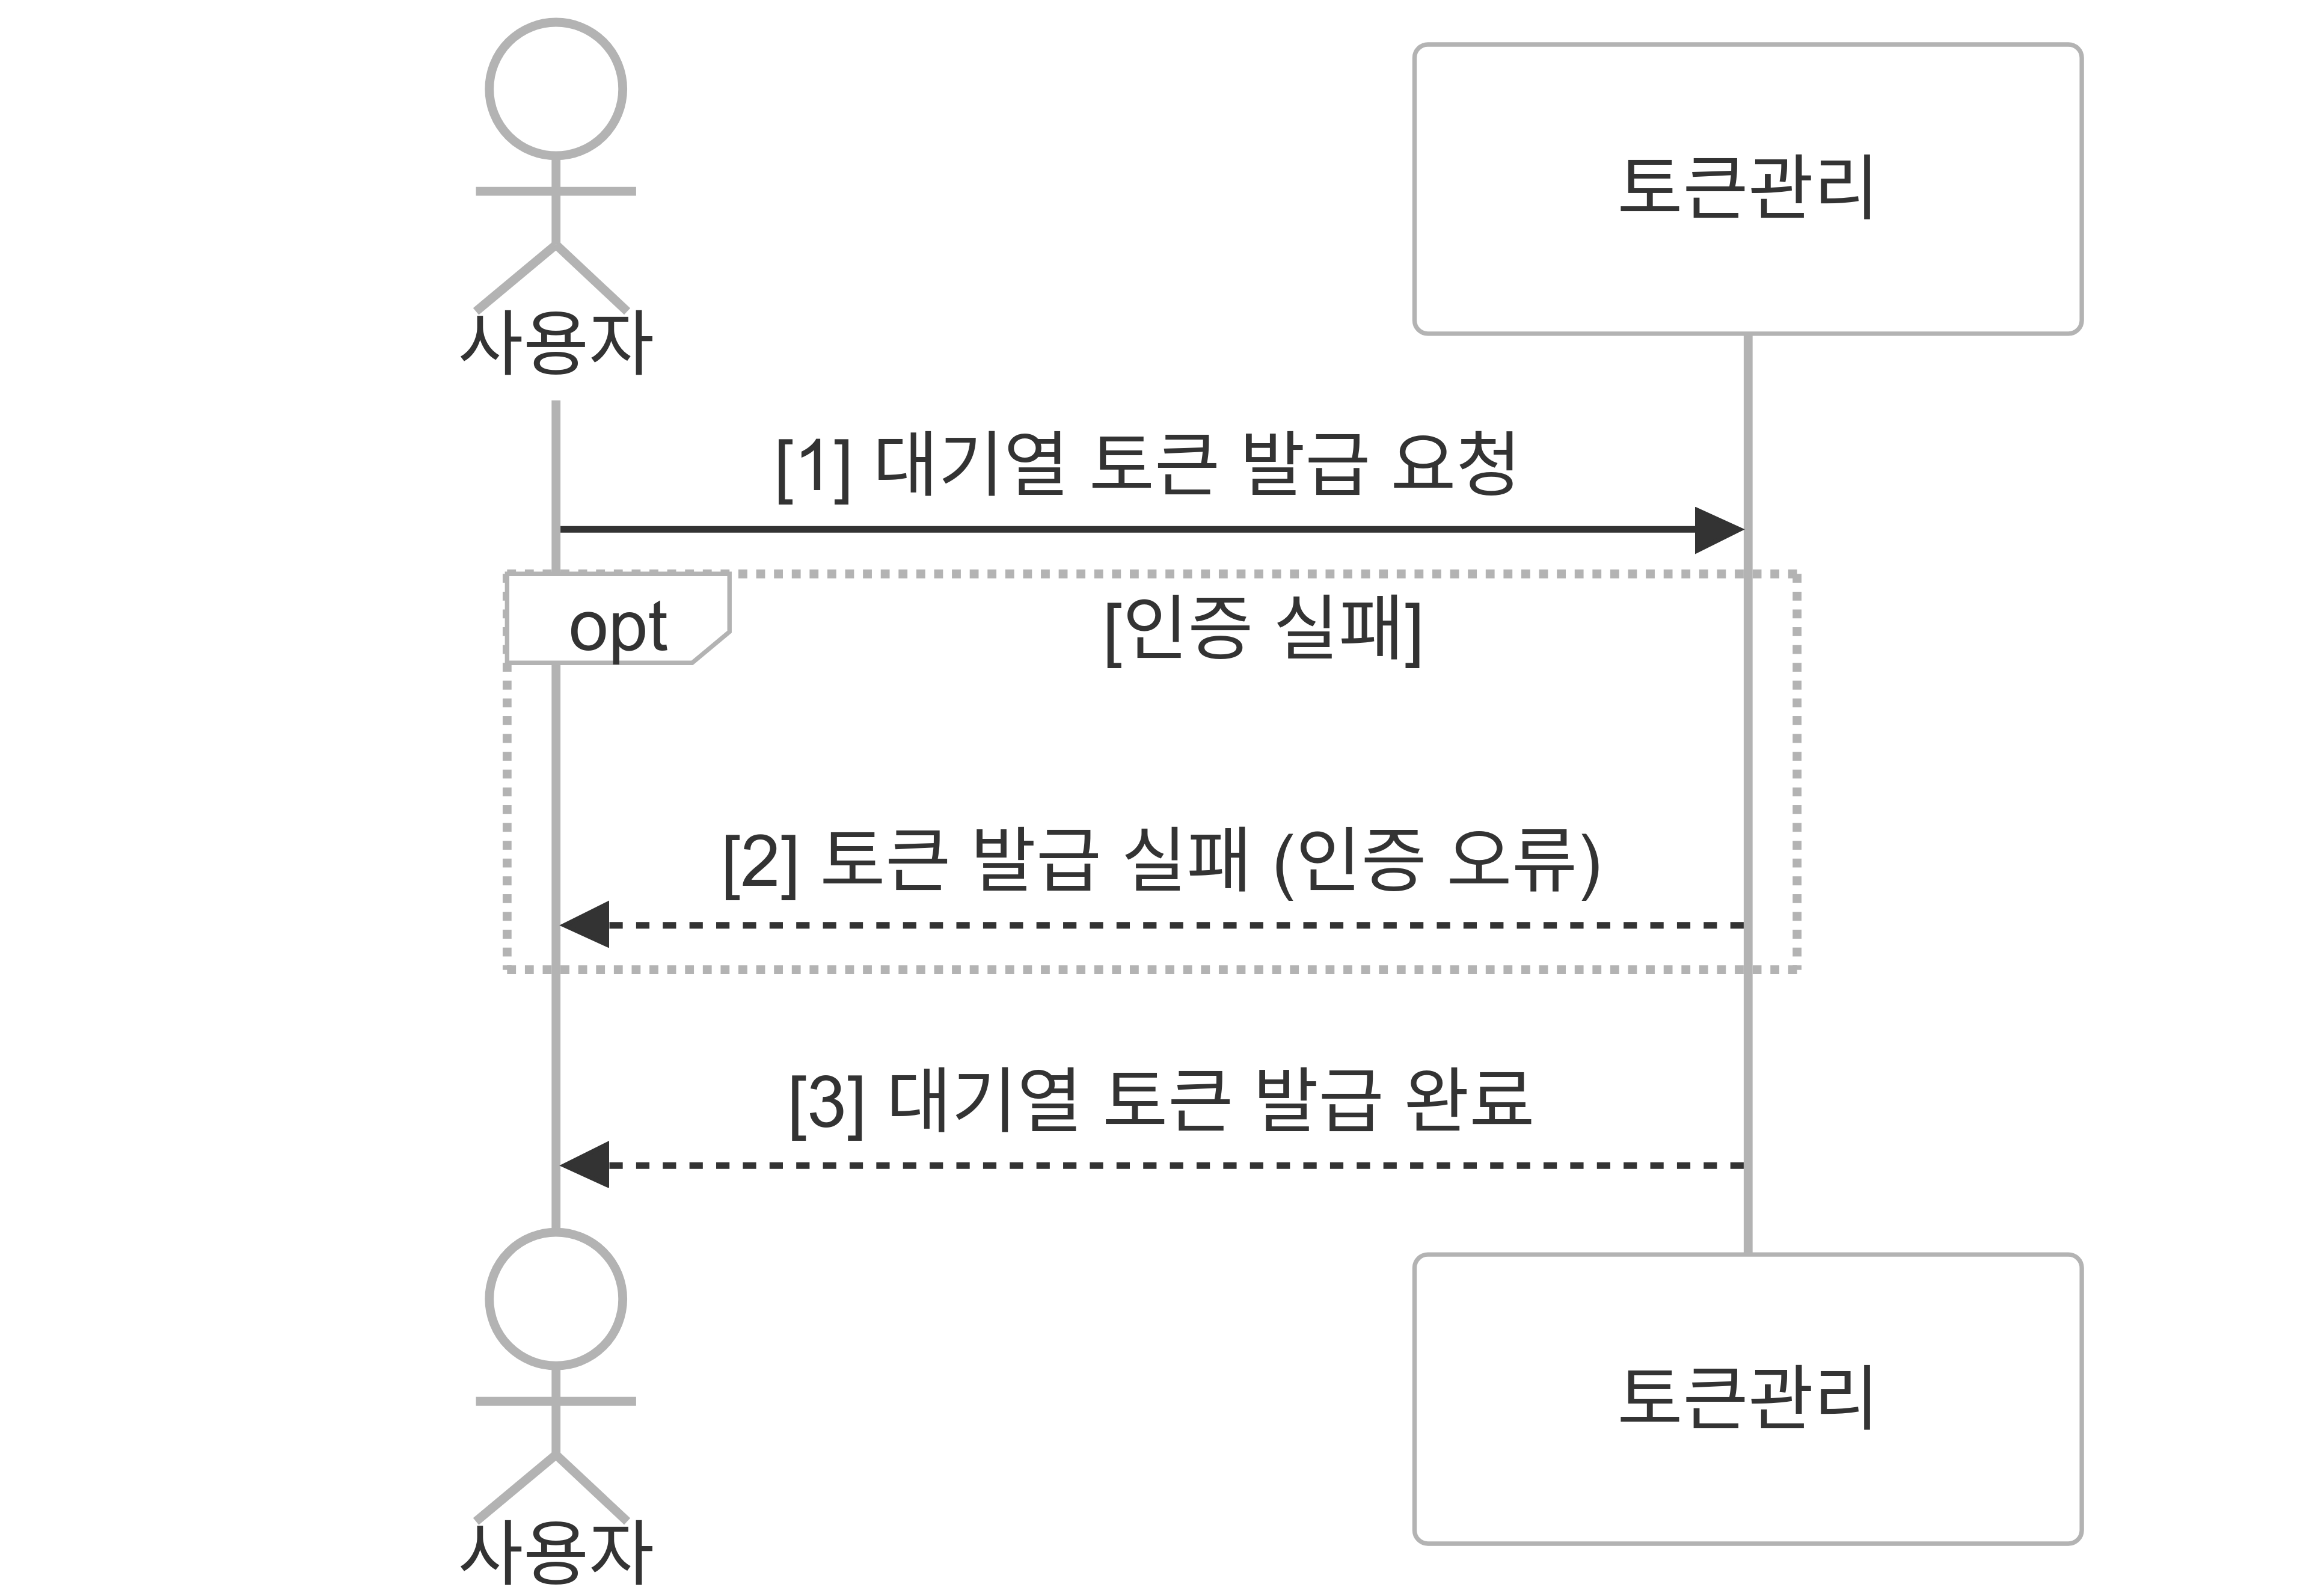 사용자
토큰관리
[1] 대기열 토큰 발급 요청
opt
[인증 실패]
[2] 토큰 발급 실패 (인증 오류)
[3] 대기열 토큰 발급 완료
사용자
토큰관리